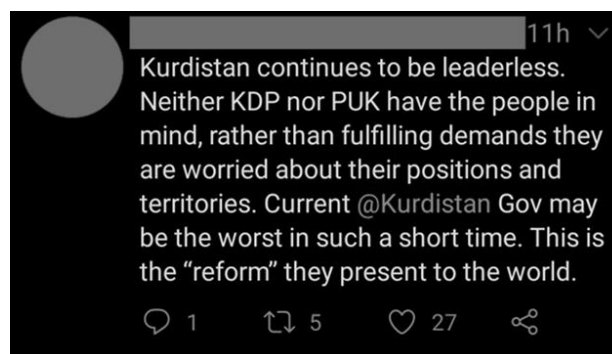 11h
Kurdistan continues to be leaderless.
Neither KDP nor PUK have the people in
mind, rather than fulfilling demands they
are worried about their positions and
territories. Current @Kurdistan Gov may
be the worst in such a short time. This is
the “reform” they present to the world.
1 5 27